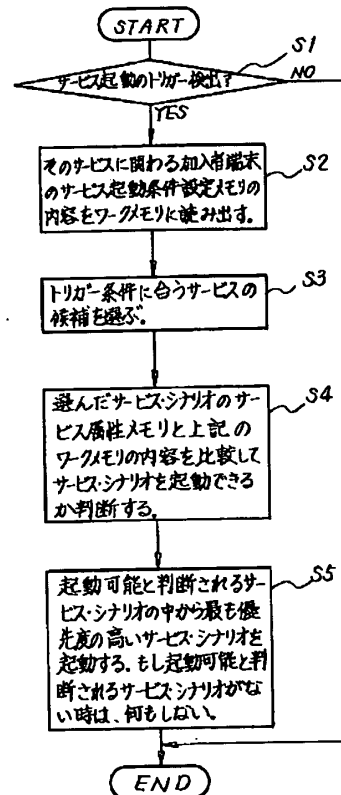 START
S1
サービス起動のトリガー検出?
NO
YES
S2
そのサービスに関わる加入者端末
のサービス起動条件設定メモリの
内容をワークメモリに読み出す。
S3
トリガー条件に合うサービスの
候補を選ぶ。
S4
選んだサービス・シナリオのサー
ビス属性メモリと上記の
ワークメモリの内容を比較して
サービス・シナリオを起動できる
か判断する。
S5
起動可能と判断されるサー
ビス・シナリオの中から最も優
先度の高いサービス・シナリオを
起動する。もし起動可能と判
断されるサービス・シナリオがな
い時は、何もしない。
END